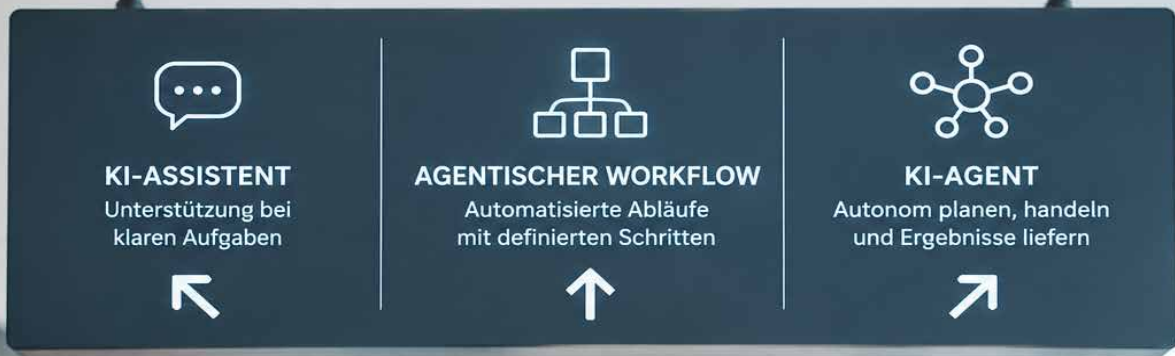 KI-ASSISTENT
Unterstützung bei
klaren Aufgaben
AGENTISCHER WORKFLOW
Automatisierte Abläufe
mit definierten Schritten
KI-AGENT
Autonom planen, handeln
und Ergebnisse liefern